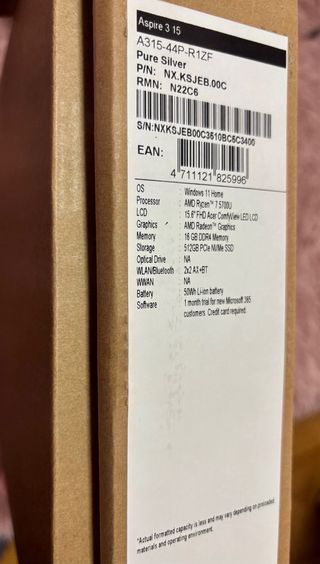 Aspire 3 15
A315-44P-R1ZF
Pure Silver
P/N: NX.KSJEB.00C
RMN: N22C6
S/N:NXKSJEB00C3510BC6C3400
EAN:
4 711121 825996
OS : Windows 11 Home
Processor : AMD Ryzen™ 7 5700U
LCD : 15.6" FHD Acer ComfyView LED LCD
Graphics : AMD Radeon™ Graphics
Memory : 16 GB DDR4 Memory
Storage : 512GB PCIe NVMe SSD
Optical Drive : NA
WLAN/Bluetooth : 2x2 AX+BT
WWAN : NA
Battery : 50Wh Li-ion battery
Software : 1 month trial for new Microsoft 365
customers. Credit card required.
*Actual formatted capacity is less and may vary depending on preloaded
materials and operating environment.